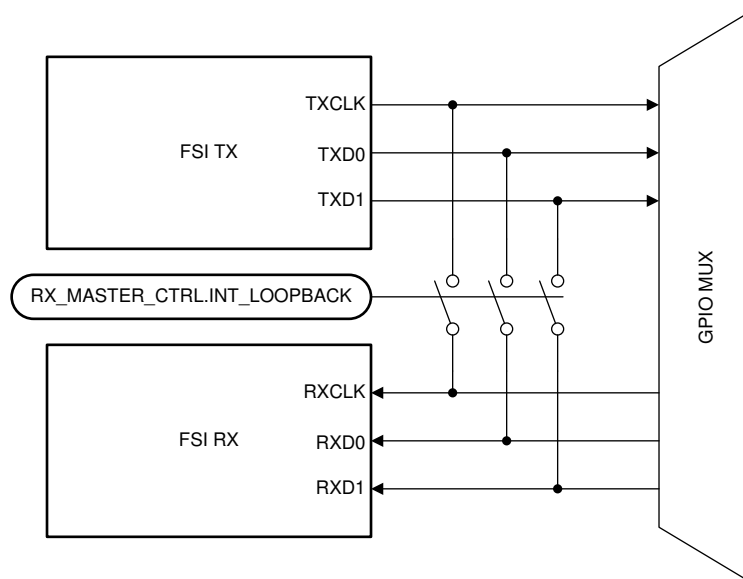 TXCLK
FSI TX
TXD0
TXD1
RX_MASTER_CTRL.INT_LOOPBACK
GPIO MUX
RXCLK
FSI RX
RXD0
RXD1